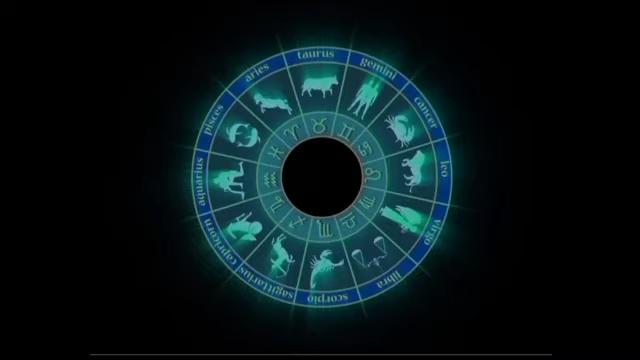 taurus
gemini
cancer
leo
virgo
libra
scorpio
sagittarius
capricorn
aquarius
pisces
aries